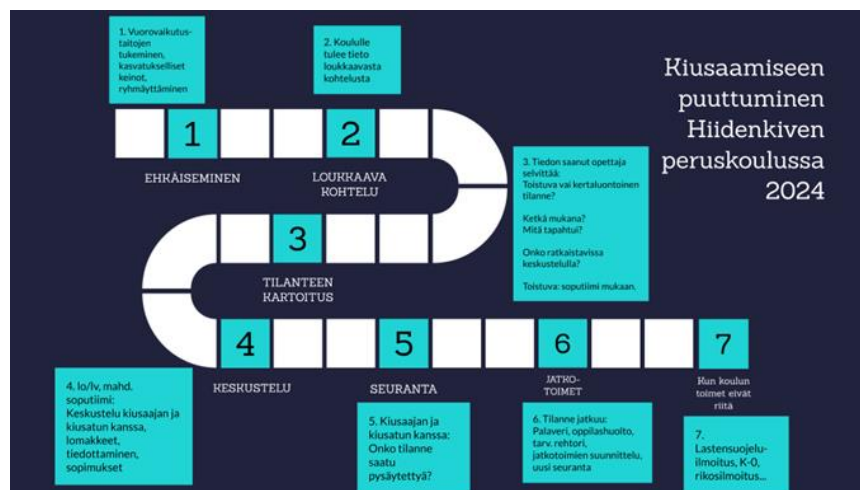 Kiusaamiseen
puuttuminen
Hiidenkiven
peruskoulussa
2024
1. Vuorovaikutus-
taitojen
tukeminen,
kasvatukselliset
keinot,
ryhmäyttäminen
2. Koululle
tulee tieto
loukkaavasta
kohtelusta
1
2
EHKÄISEMINEN
LOUKKAAVA
KOHTELU
3. Tiedon saanut opettaja
selvittää:
Toistuva vai kertaluontoinen
tilanne?
Ketkä mukana?
Mitä tapahtui?
Onko ratkaistavissa
keskustelulla?
Toistuva: soputiimi mukaan.
3
TILANTEEN
KARTOITUS
4
5
6
7
KESKUSTELU
SEURANTA
JATKO-
TOIMET
Kun koulun
toimet eivät
riitä
4. lo/lv, mahd.
soputiimi:
Keskustelu kiusaajan ja
kiusatun kanssa,
lomakkeet,
tiedottaminen,
sopimukset
5. Kiusaajan ja
kiusatun kanssa:
Onko tilanne
saatu
pysäytettyä?
6. Tilanne jatkuu:
Palaveri, oppilashuolto,
tarv. rehtori,
jatkotoimien suunnittelu,
uusi seuranta
7.
Lastensuojelu-
ilmoitus, K-0,
rikosilmoitus...